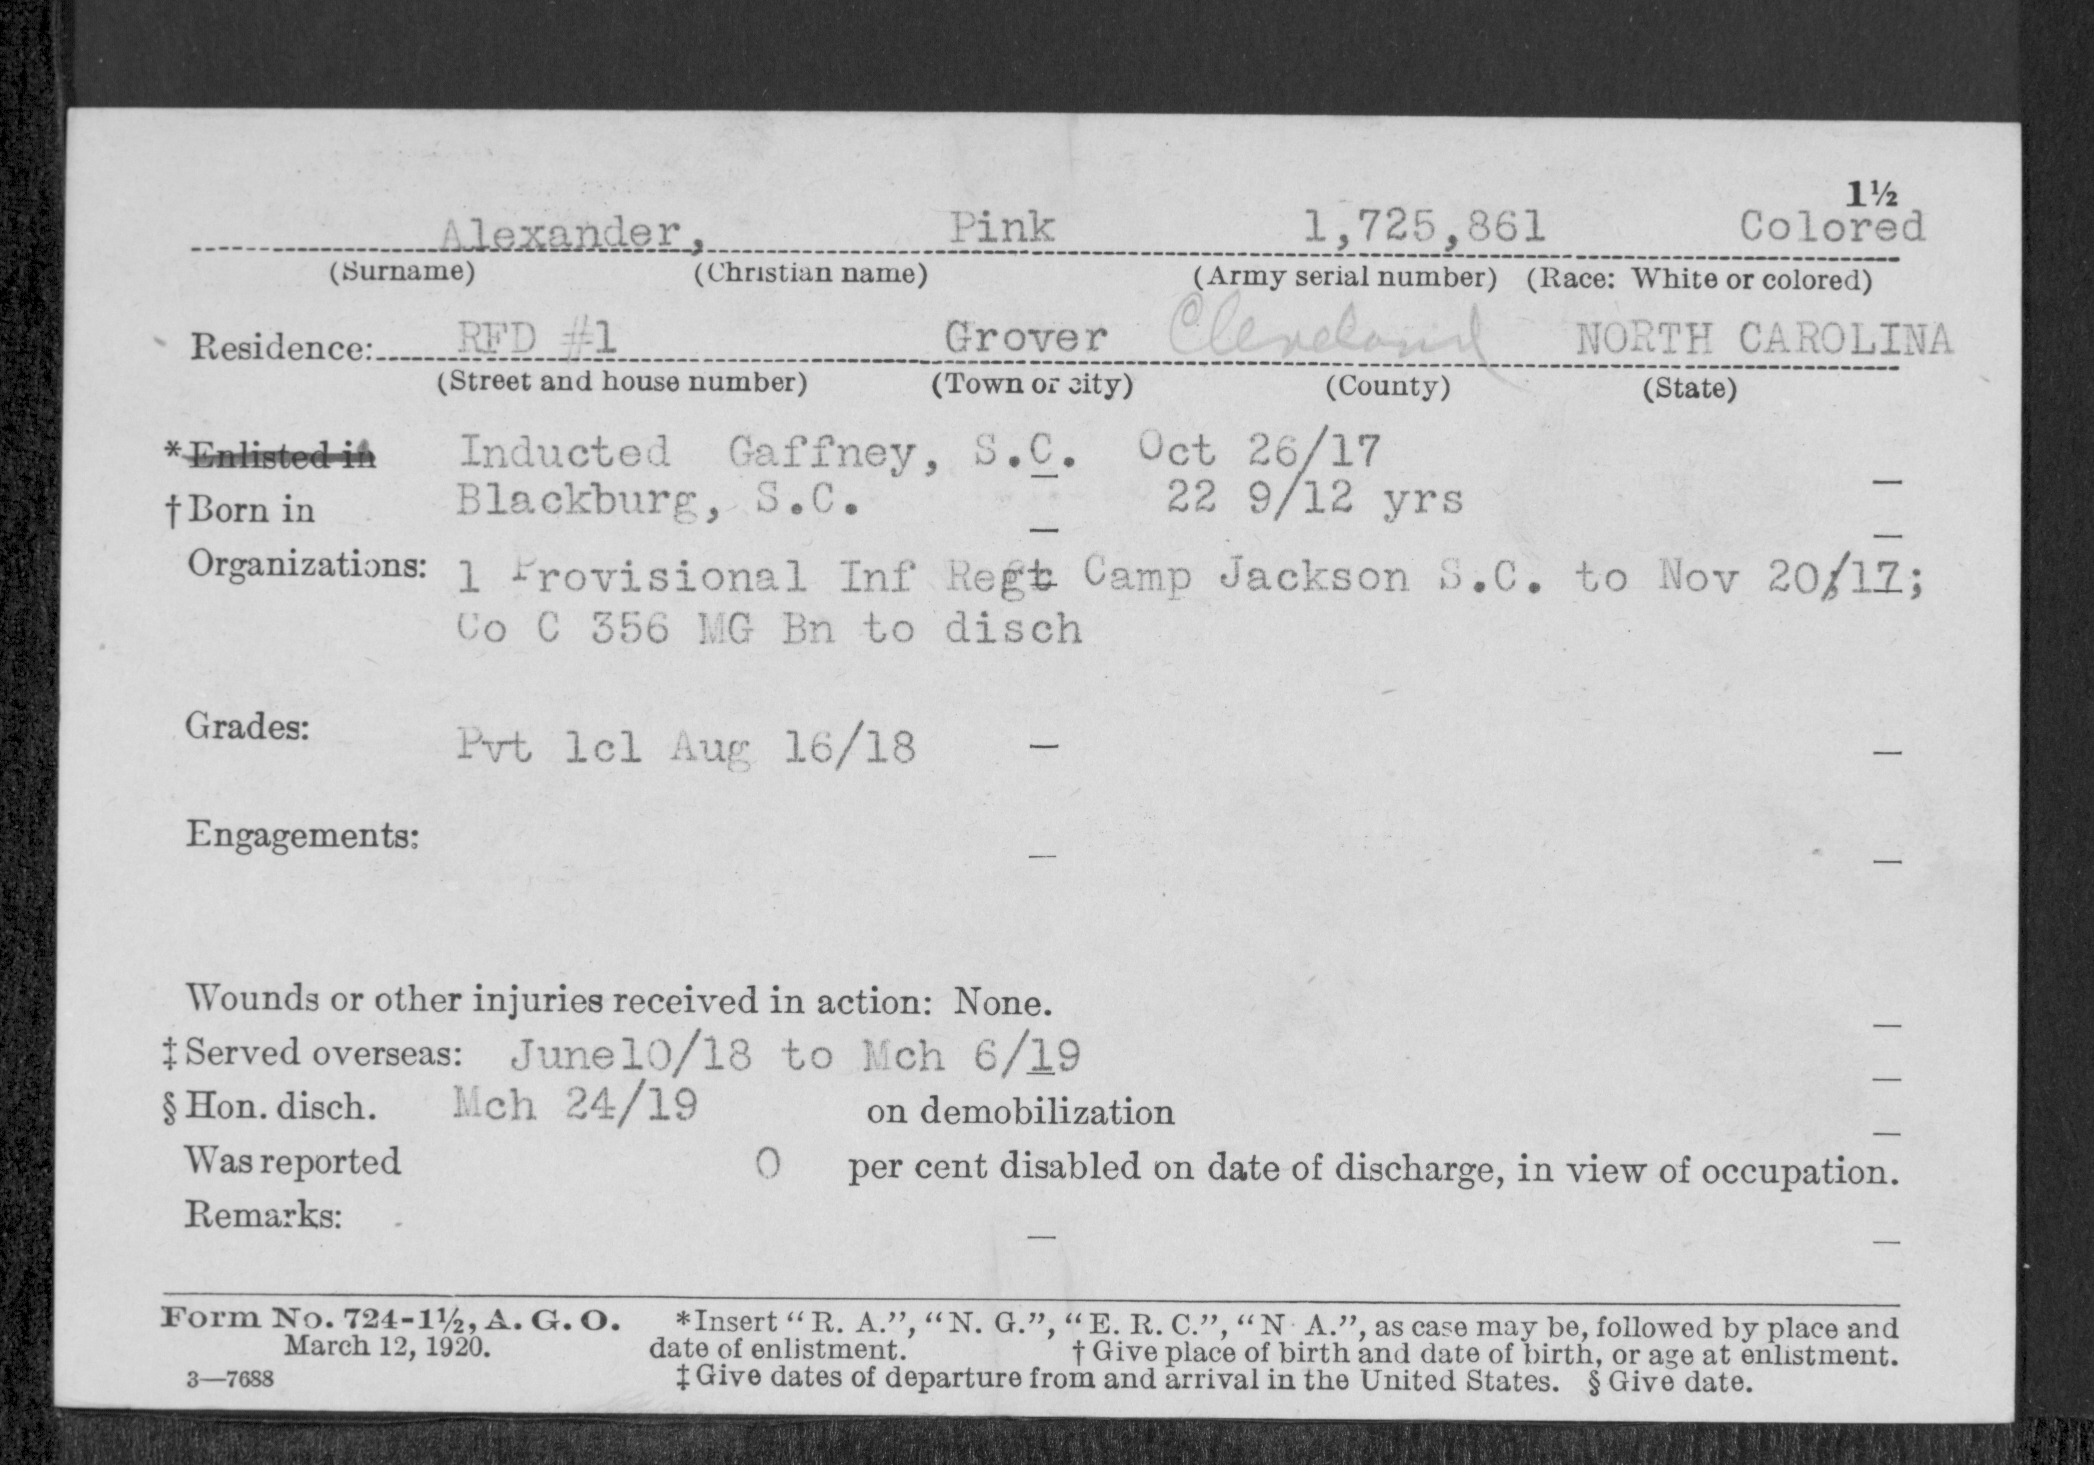 1½
Alexander, Pink 1,725,861 Colored
(Surname) (Christian name) (Army serial number) (Race: White or colored)
Residence: RFD #1 Grover Cleveland NORTH CAROLINA
(Street and house number) (Town or city) (County) (State)
*Enlisted in Inducted Gaffney, S.C. Oct 26/17
†Born in Blackburg, S.C. 22 9/12 yrs
Organizations: 1 Provisional Inf Regt Camp Jackson S.C. to Nov 20/17;
Co C 356 MG Bn to disch
Grades: Pvt 1cl Aug 16/18
Engagements:
Wounds or other injuries received in action: None.
‡Served overseas: June10/18 to Mch 6/19
§Hon. disch. Mch 24/19 on demobilization
Was reported 0 per cent disabled on date of discharge, in view of occupation.
Remarks:
Form No. 724-1½, A. G. O. *Insert “R. A.”, “N. G.”, “E. R. C.”, “N A.”, as case may be, followed by place and
March 12, 1920. date of enlistment. †Give place of birth and date of birth, or age at enlistment.
3—7688 ‡Give dates of departure from and arrival in the United States. §Give date.